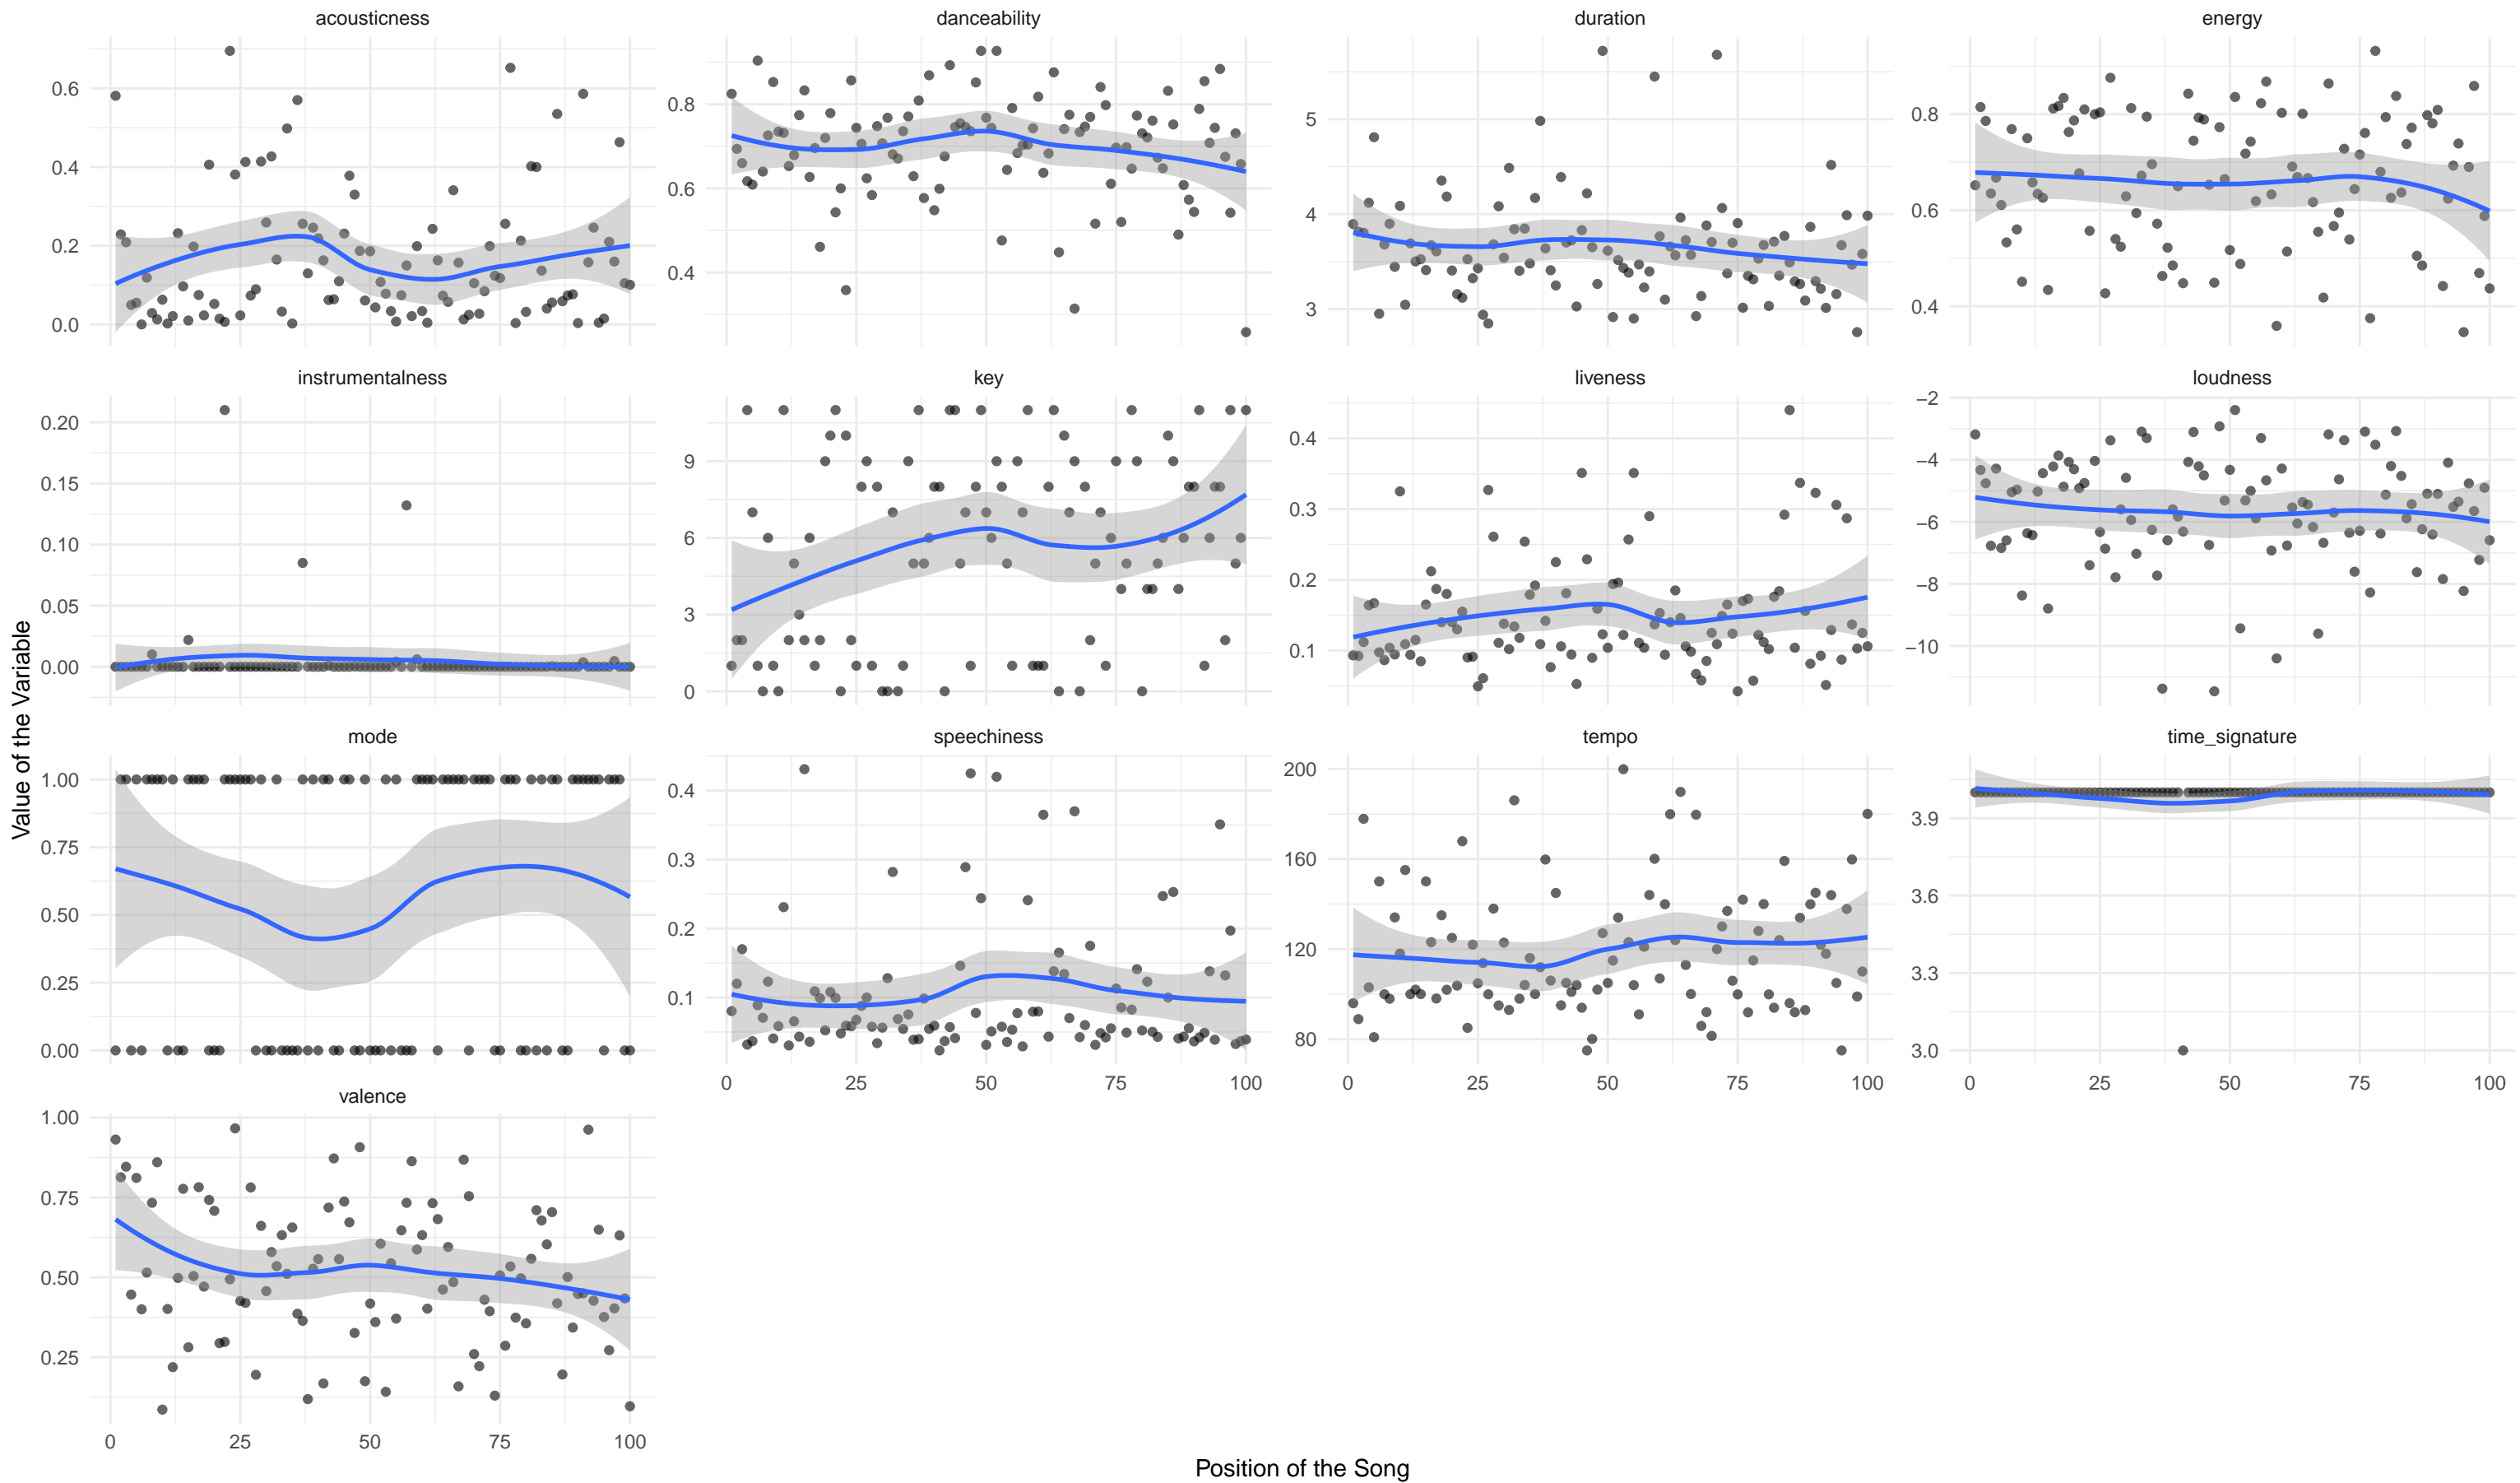 acousticness danceability duration energy
0.6 0.8 5 0.8
0.4 0.6 4 0.6
0.2 0.4 3 0.4
0.0
instrumentalness key liveness loudness
0.20 9 0.4 −2
0.15 6 0.3 −4
0.10 3 0.2 −6
0.05 0 0.1 −8
0.00 −10
Value of the Variable
mode speechiness tempo time_signature
1.00 0.4 200 3.9
0.75 0.3 160 3.6
0.50 0.2 120 3.3
0.25 0.1 80 3.0
0.00
0 25 50 75 100 0 25 50 75 100 0 25 50 75 100
valence
1.00
0.75
0.50
0.25
0 25 50 75 100
Position of the Song